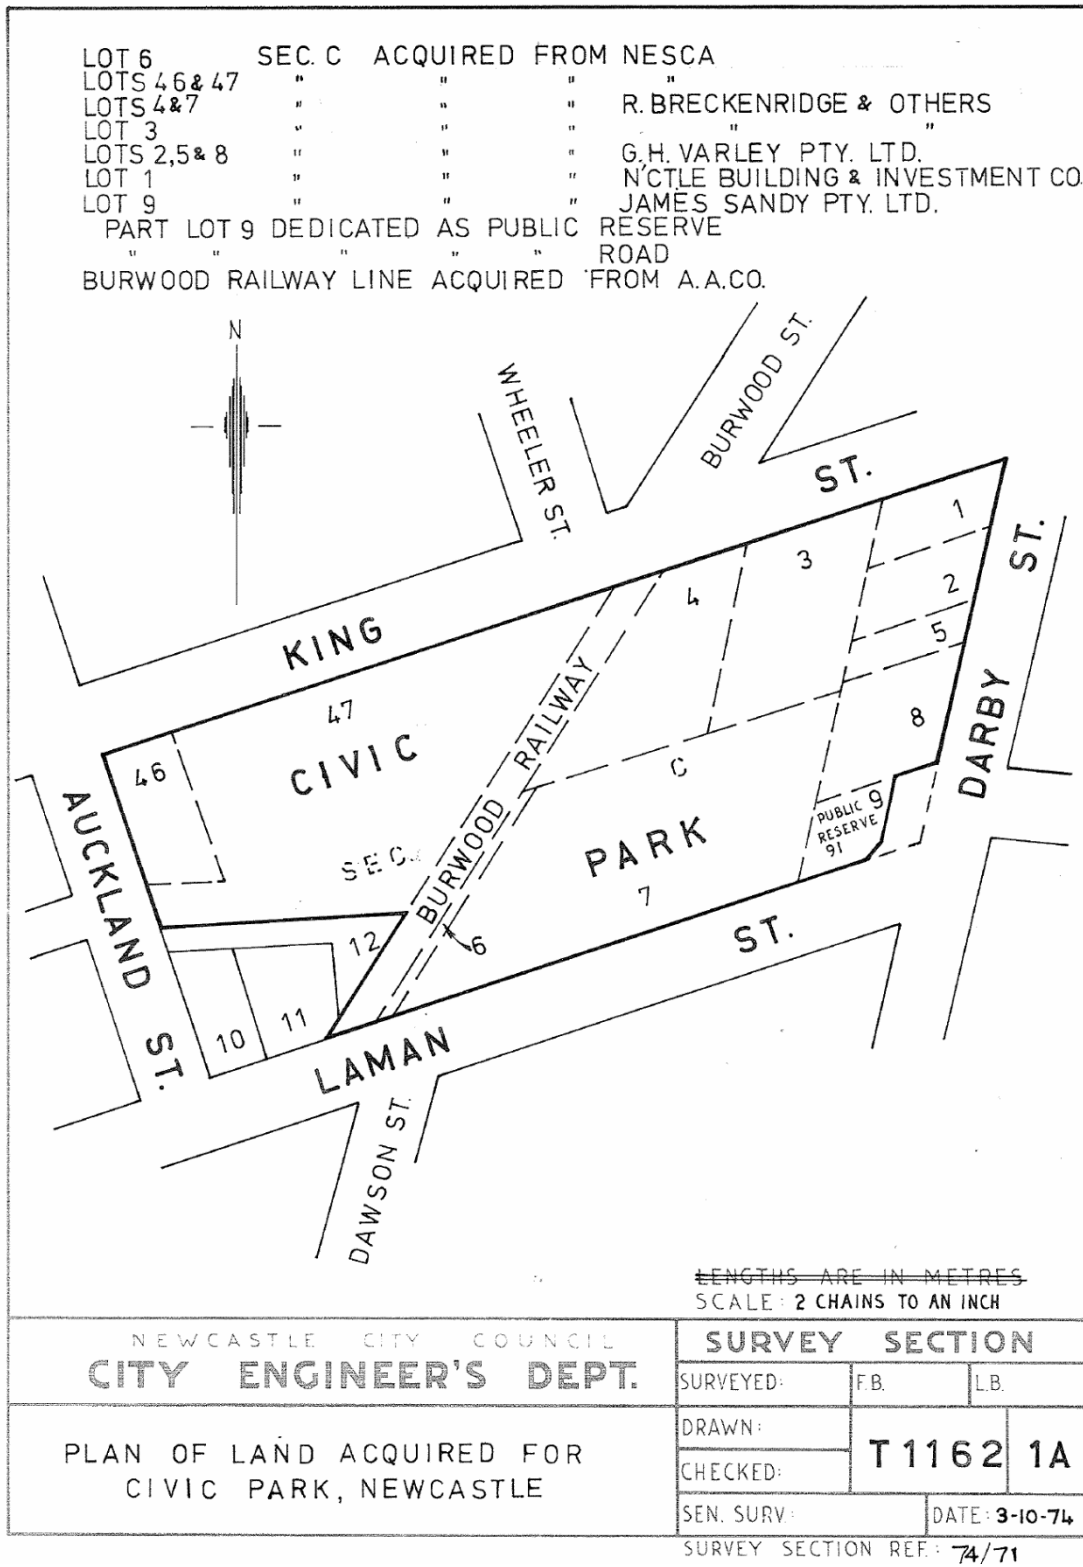 LOT 6 SEC. C ACQUIRED FROM NESCA
LOTS 46 & 47 " " " "
LOTS 4 & 7 " " " R. BRECKENRIDGE & OTHERS
LOT 3 " " " " "
LOTS 2,5 & 8 " " " G.H. VARLEY PTY. LTD.
LOT 1 " " " N'CTLE BUILDING & INVESTMENT CO.
LOT 9 " " " JAMES SANDY PTY. LTD.
PART LOT 9 DEDICATED AS PUBLIC RESERVE
" " " " " ROAD
BURWOOD RAILWAY LINE ACQUIRED FROM A.A.CO.
N
WHEELER ST.
BURWOOD ST.
KING ST.
1
2
3
4
5
8
DARBY ST.
47
46
CIVIC PARK
SEC. C
BURWOOD RAILWAY
PUBLIC 9
RESERVE
91
7
6
AUCKLAND ST.
12
11
10
LAMAN ST.
DAWSON ST.
LENGTHS ARE IN METRES
SCALE: 2 CHAINS TO AN INCH
NEWCASTLE CITY COUNCIL
CITY ENGINEER'S DEPT.
PLAN OF LAND ACQUIRED FOR
CIVIC PARK, NEWCASTLE
SURVEY SECTION
SURVEYED: F.B. L.B.
DRAWN:
CHECKED:
T1162 1A
SEN. SURV: DATE: 3-10-74
SURVEY SECTION REF.: 74/71